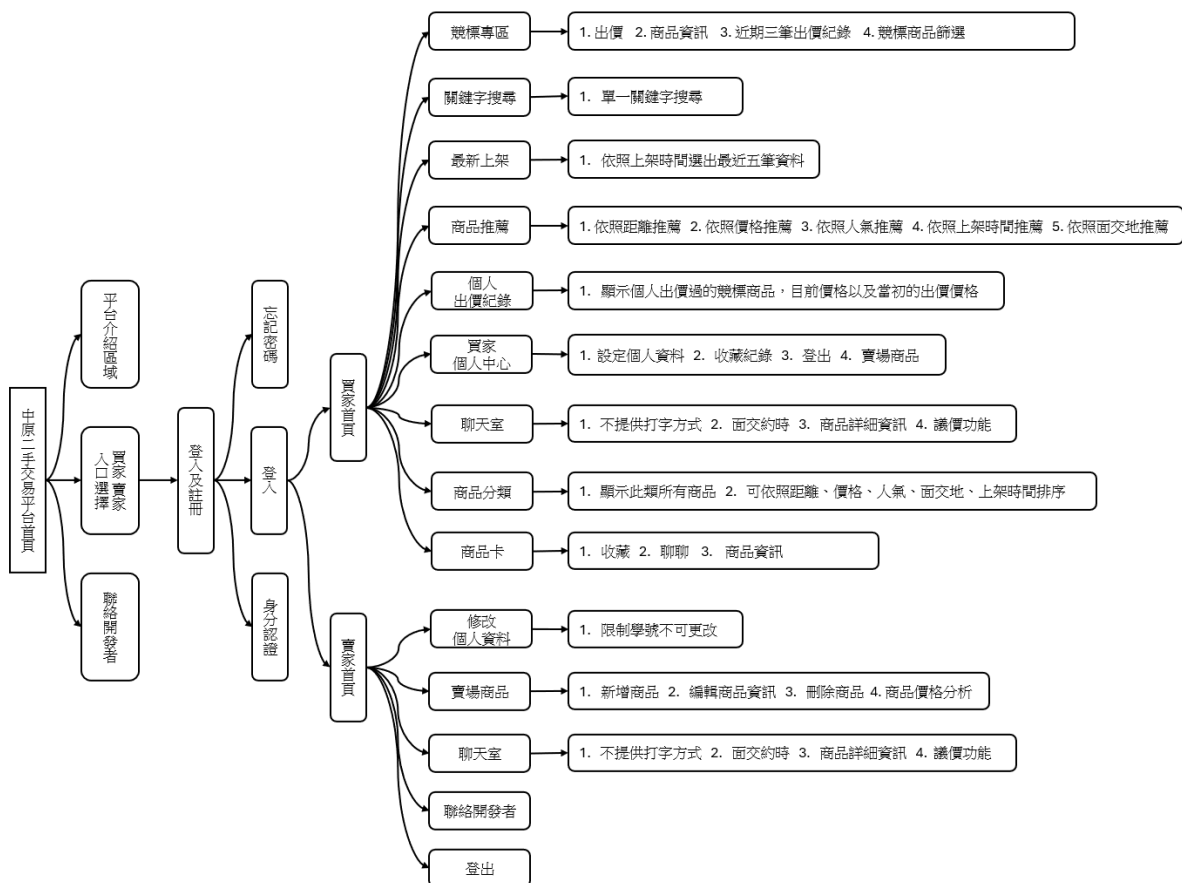 中原二手交易平台首頁
平台介紹區域
買家 賣家
入口選擇
聯絡開發者
登入及註冊
忘記密碼
登入
身分認證
買家首頁
競標專區
1. 出價 2. 商品資訊 3. 近期三筆出價紀錄 4. 競標商品篩選
關鍵字搜尋
1. 單一關鍵字搜尋
最新上架
1. 依照上架時間選出最近五筆資料
商品推薦
1. 依照距離推薦 2. 依照價格推薦 3. 依照人氣推薦 4. 依照上架時間推薦 5. 依照面交地推薦
個人
出價紀錄
1. 顯示個人出價過的競標商品，目前價格以及當初的出價價格
買家
個人中心
1. 設定個人資料 2. 收藏紀錄 3. 登出 4. 賣場商品
聊天室
1. 不提供打字方式 2. 面交約時 3. 商品詳細資訊 4. 議價功能
商品分類
1. 顯示此類所有商品 2. 可依照距離、價格、人氣、面交地、上架時間排序
商品卡
1. 收藏 2. 聊聊 3. 商品資訊
賣家首頁
修改
個人資料
1. 限制學號不可更改
賣場商品
1. 新增商品 2. 編輯商品資訊 3. 刪除商品 4. 商品價格分析
聊天室
1. 不提供打字方式 2. 面交約時 3. 商品詳細資訊 4. 議價功能
聯絡開發者
登出